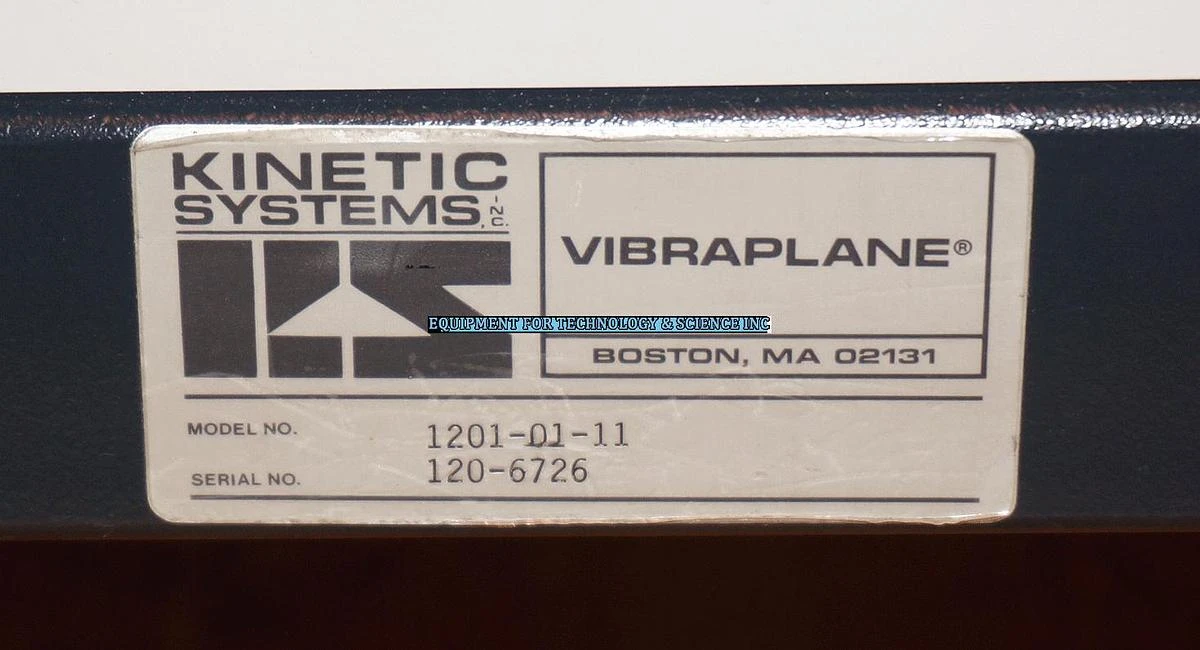 KINETIC
SYSTEMS, INC.
VIBRAPLANE®
EQUIPMENT FOR TECHNOLOGY & SCIENCE INC
BOSTON, MA 02131
MODEL NO. 1201-01-11
SERIAL NO. 120-6726